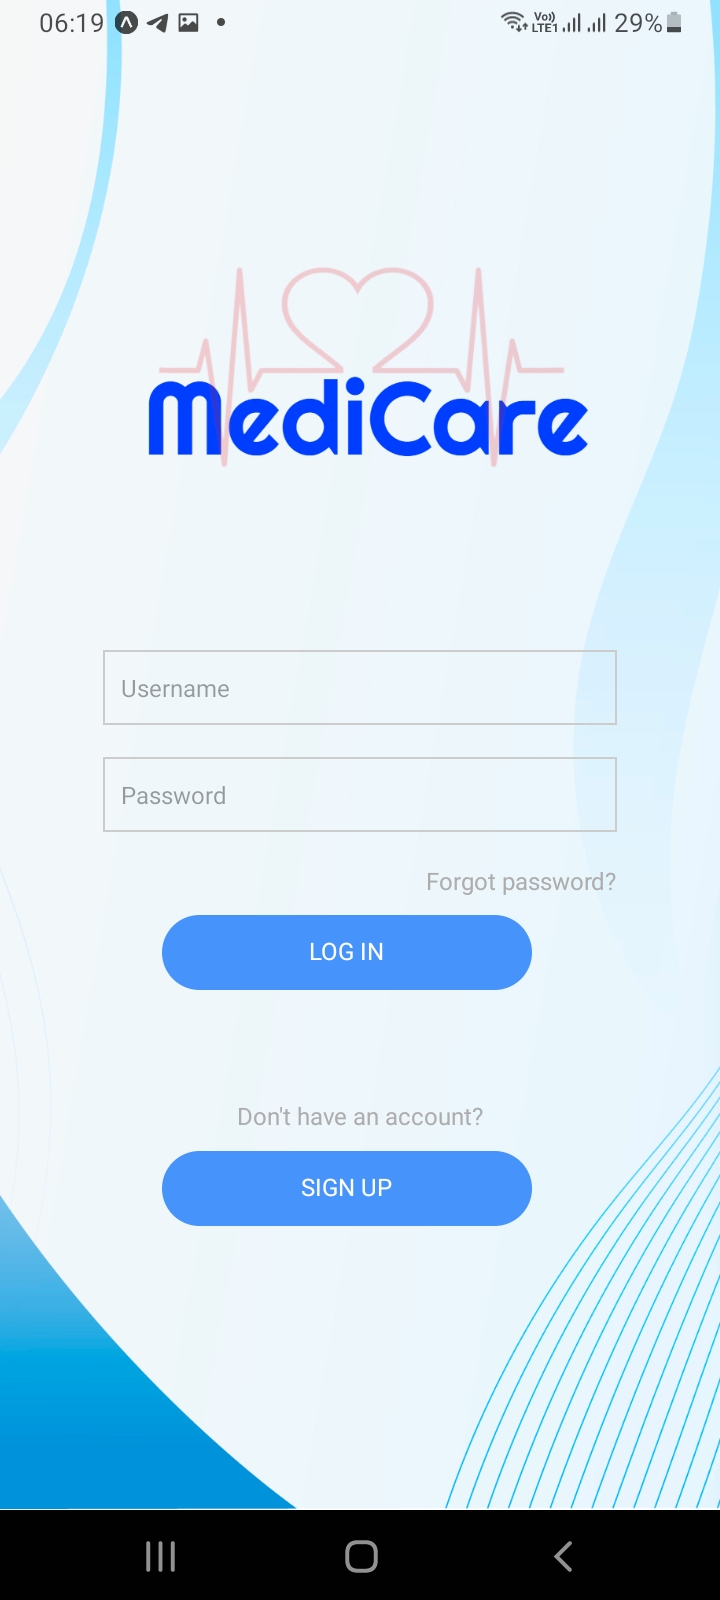 06:19 Vo)) LTE1 29%
MediCare
Username
Password
Forgot password?
LOG IN
Don't have an account?
SIGN UP